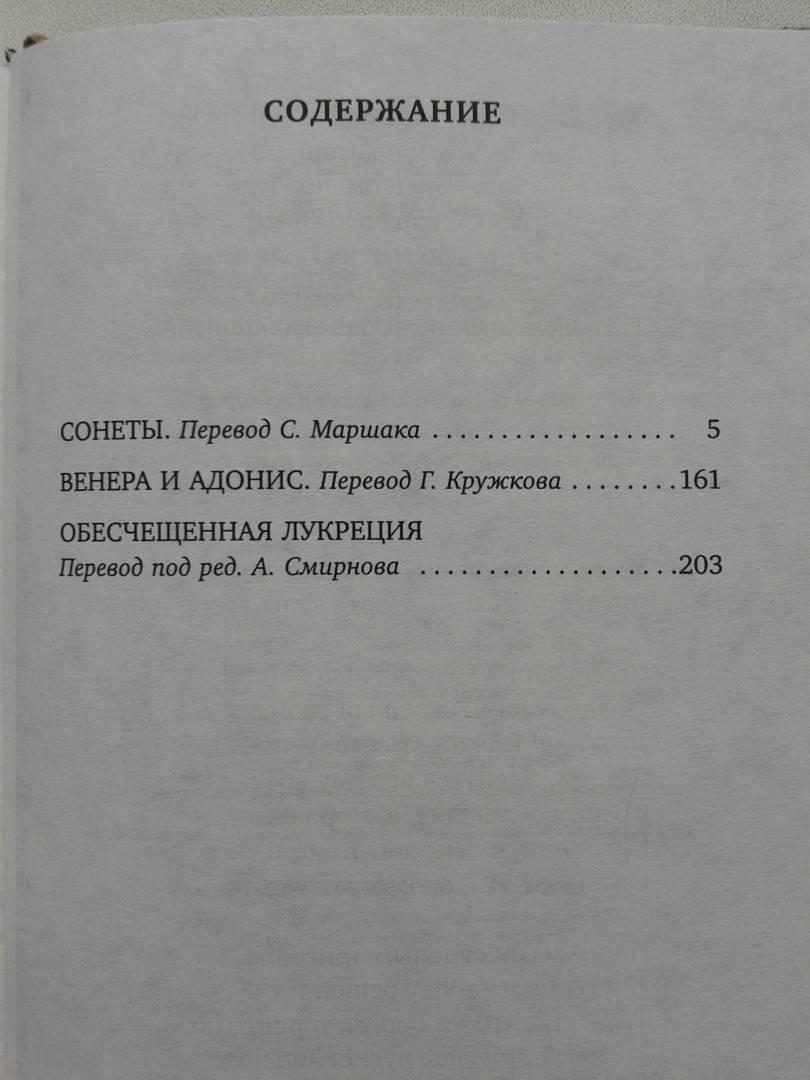 СОДЕРЖАНИЕ
СОНЕТЫ. Перевод С. Маршака . . . . . . . . . . . . . . . . . . 5
ВЕНЕРА И АДОНИС. Перевод Г. Кружкова . . . . . . . .161
ОБЕСЧЕЩЕННАЯ ЛУКРЕЦИЯ
Перевод под ред. А. Смирнова . . . . . . . . . . . . . . . . . . .203